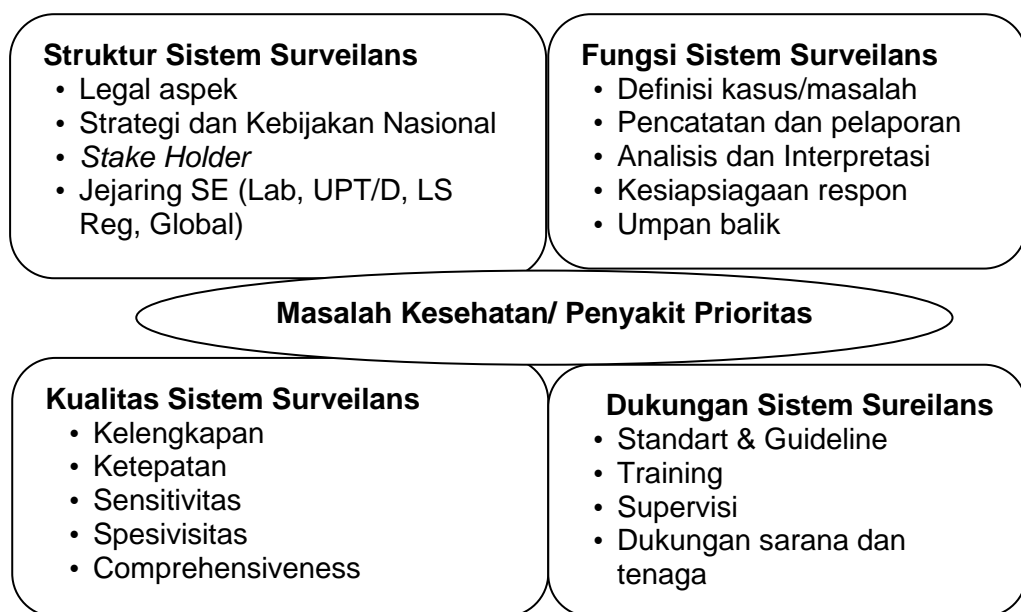 Struktur Sistem Surveilans
• Legal aspek
• Strategi dan Kebijakan Nasional
• Stake Holder
• Jejaring SE (Lab, UPT/D, LS
Reg, Global)
Fungsi Sistem Surveilans
• Definisi kasus/masalah
• Pencatatan dan pelaporan
• Analisis dan Interpretasi
• Kesiapsiagaan respon
• Umpan balik
Masalah Kesehatan/ Penyakit Prioritas
Kualitas Sistem Surveilans
• Kelengkapan
• Ketepatan
• Sensitivitas
• Spesivisitas
• Comprehensiveness
Dukungan Sistem Sureilans
• Standart & Guideline
• Training
• Supervisi
• Dukungan sarana dan
tenaga